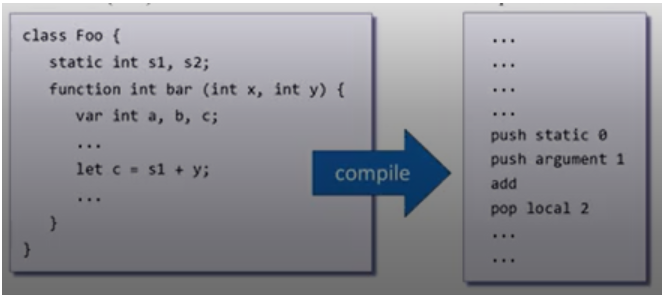 class Foo {
static int s1, s2;
function int bar (int x, int y) {
var int a, b, c;
...
let c = s1 + y;
...
}
}
compile
...
...
...
...
push static 0
push argument 1
add
pop local 2
...
...